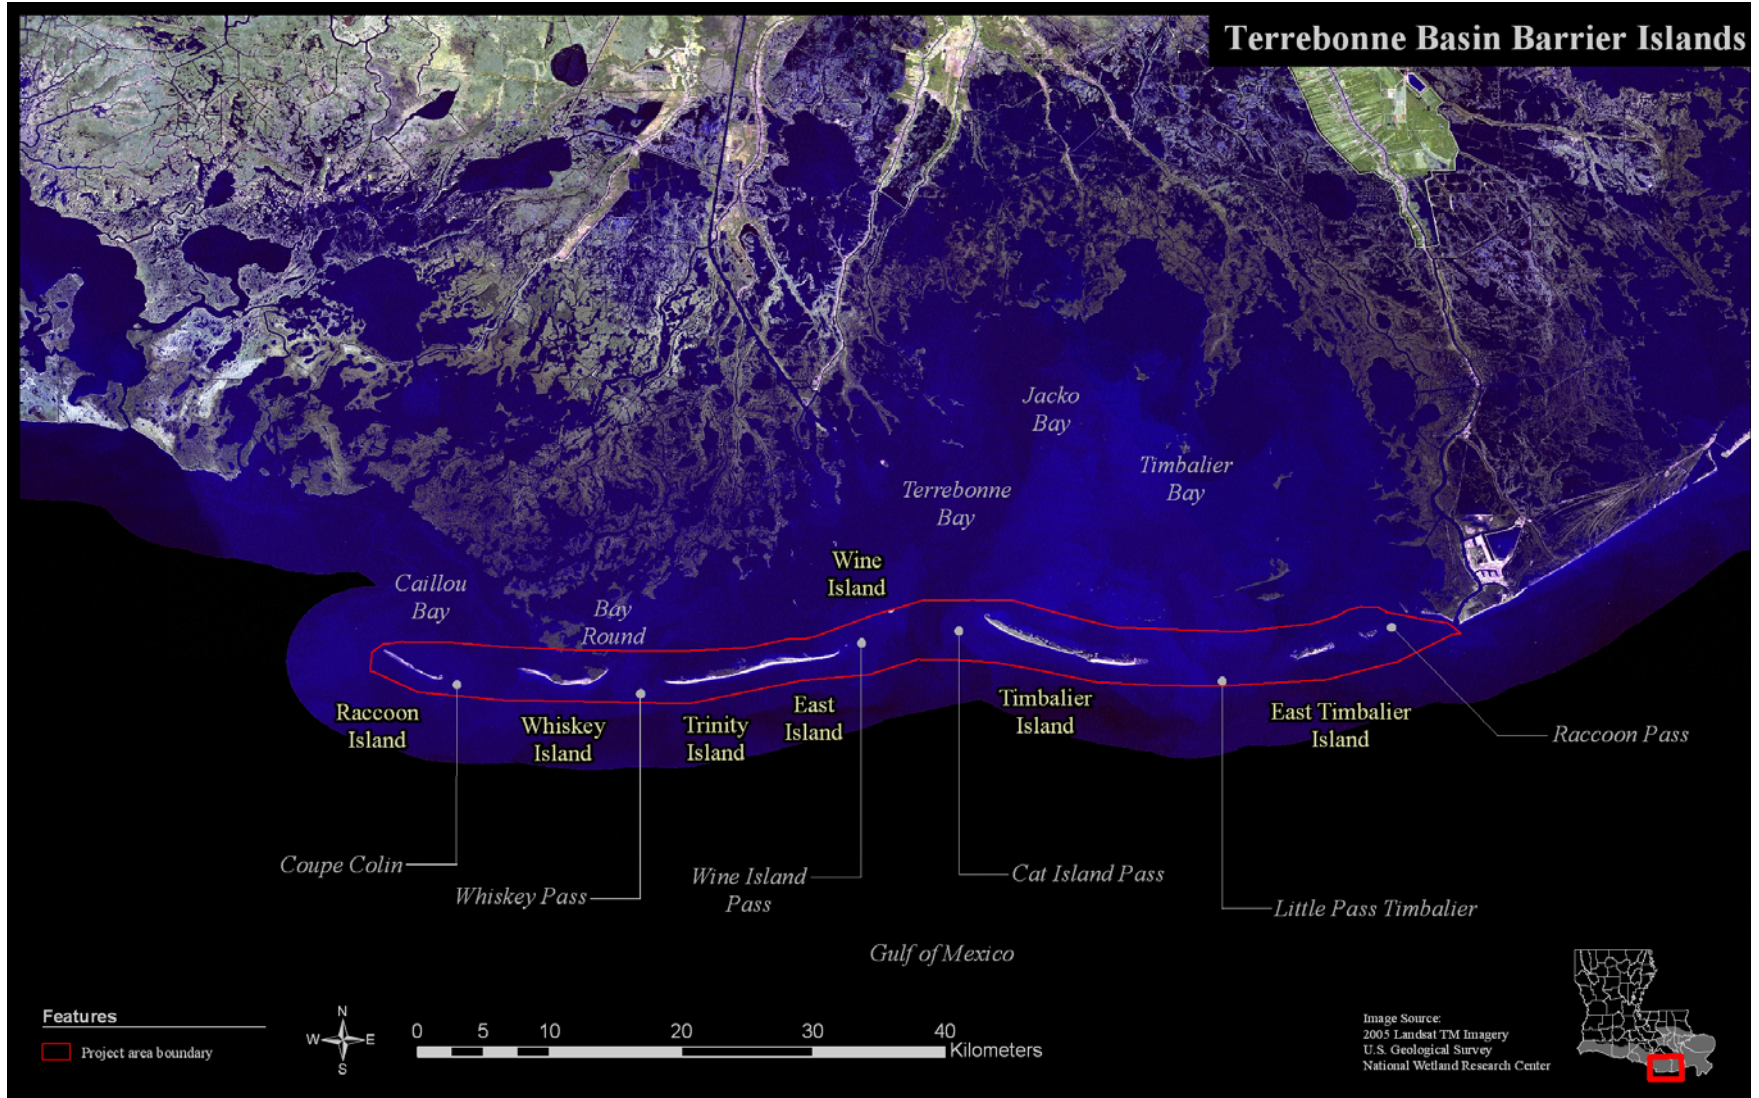 Terrebonne Basin Barrier Islands
Jacko
Bay
Timbalier
Bay
Terrebonne
Bay
Wine
Island
Caillou
Bay
Bay
Round
Raccoon
Island
Whiskey
Island
Trinity
Island
East
Island
Timbalier
Island
East Timbalier
Island
Raccoon Pass
Coupe Colin
Whiskey Pass
Wine Island
Pass
Cat Island Pass
Little Pass Timbalier
Gulf of Mexico
Features
Project area boundary
N
W E
S
0 5 10 20 30 40
Kilometers
Image Source:
2005 Landsat TM Imagery
U.S. Geological Survey
National Wetland Research Center